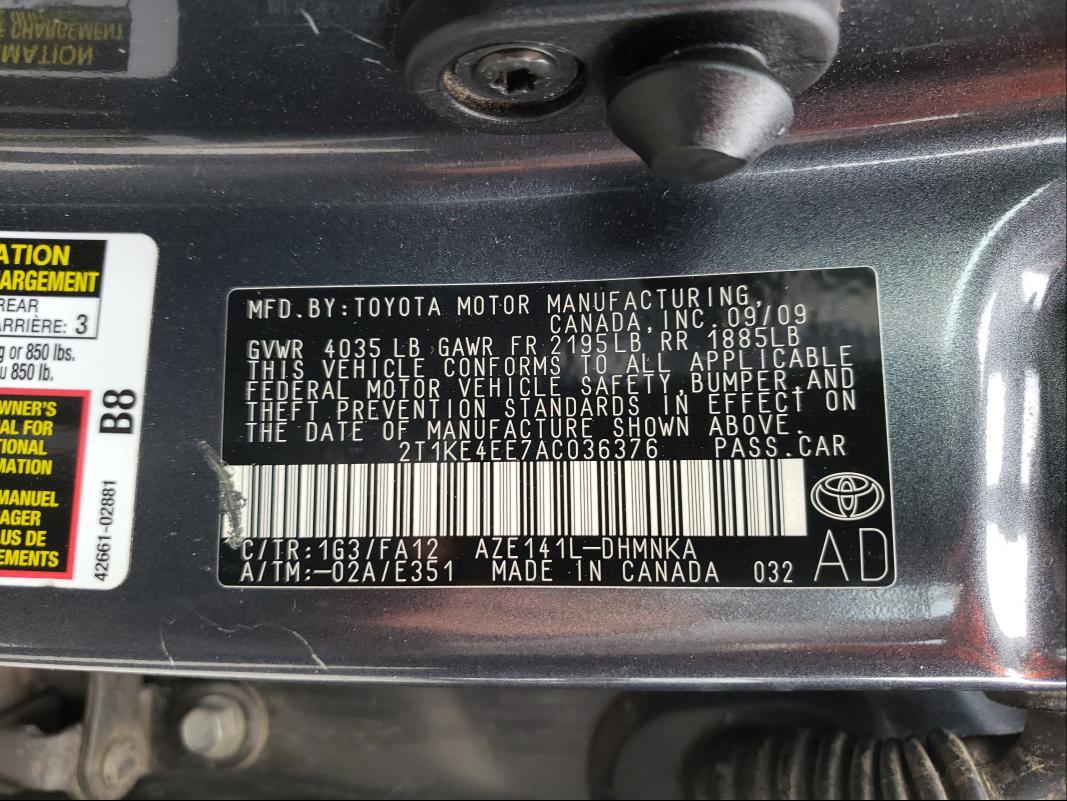 MATION
E CHARGEMENT
ATION
ARGEMENT
REAR
ARRIÈRE: 3
g or 850 lbs.
u 850 lb.
WNER'S
AL FOR
TIONAL
MATION
MANUEL
AGER
US DE
EMENTS
B8
42661-02881
MFD.BY:TOYOTA MOTOR MANUFACTURING,
CANADA,INC.09/09
GVWR 4035LB GAWR FR 2195LB RR 1885LB
THIS VEHICLE CONFORMS TO ALL APPLICABLE
FEDERAL MOTOR VEHICLE SAFETY,BUMPER,AND
THEFT PREVENTION STANDARDS IN EFFECT ON
THE DATE OF MANUFACTURE SHOWN ABOVE.
2T1KE4EE7AC036376 PASS.CAR
C/TR:1G3/FA12 AZE141L-DHMNKA
A/TM:-02A/E351 MADE IN CANADA 032
AD